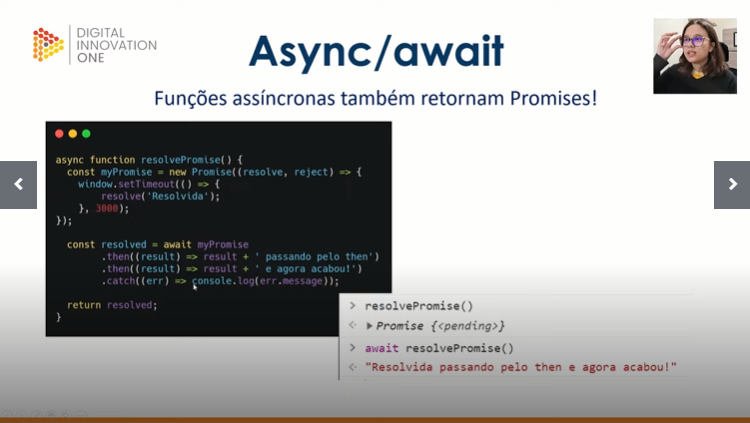 DIGITAL
INNOVATION
ONE
Async/await
Funções assíncronas também retornam Promises!
async function resolvePromise() {
const myPromise = new Promise((resolve, reject) => {
window.setTimeout(() => {
resolve('Resolvida');
}, 3000);
});
const resolved = await myPromise
.then((result) => result + ' passando pelo then')
.then((result) => result + ' e agora acabou!')
.catch((err) => console.log(err.message));
return resolved;
}
> resolvePromise()
<· ▶ Promise {<pending>}
> await resolvePromise()
<· "Resolvida passando pelo then e agora acabou!"